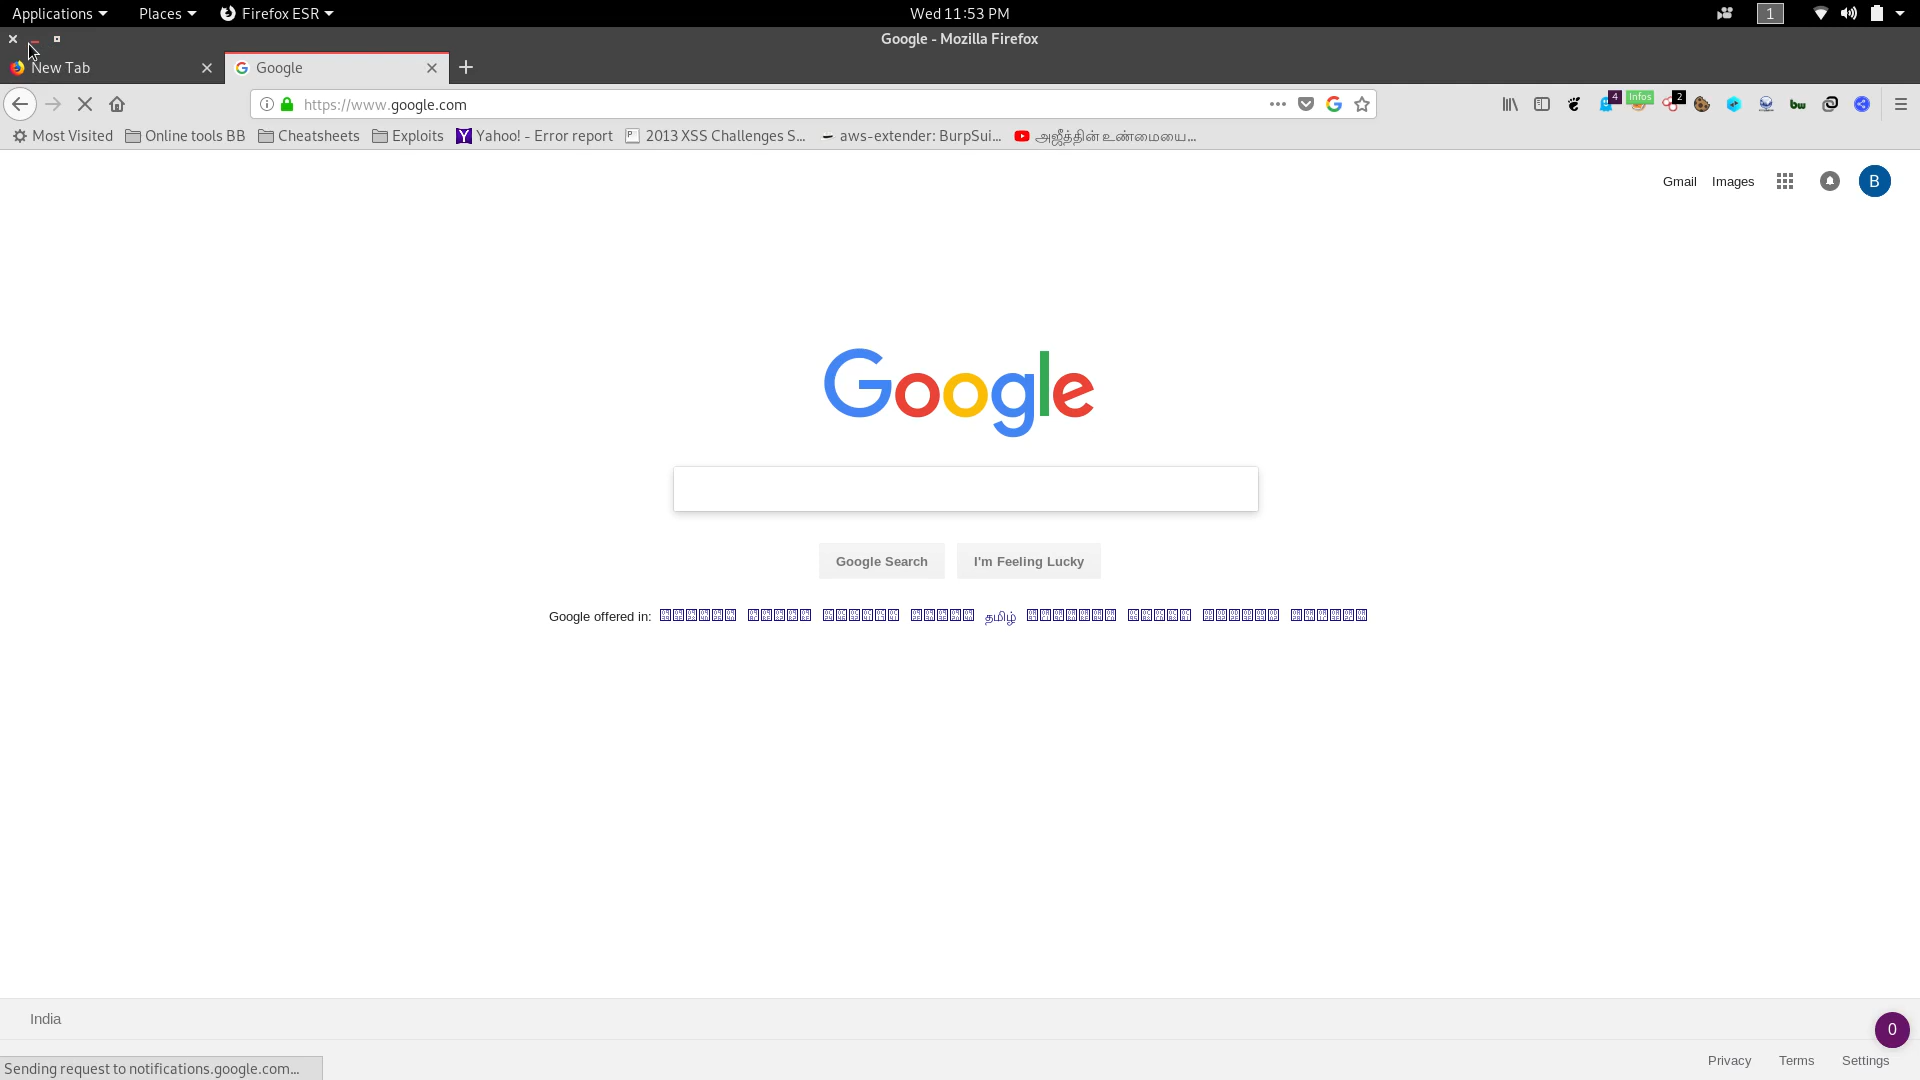 Applications Places Firefox ESR Wed 11:53 PM 1
Google - Mozilla Firefox
New Tab Google
https://www.google.com 4 Infos 2 bw
Most Visited Online tools BB Cheatsheets Exploits Yahoo! - Error report 2013 XSS Challenges S... aws-extender: BurpSui... அஜீத்தின் உண்மையை...
Gmail Images B
Google
Google Search I'm Feeling Lucky
Google offered in: தமிழ்
India
0
Sending request to notifications.google.com...
Privacy Terms Settings